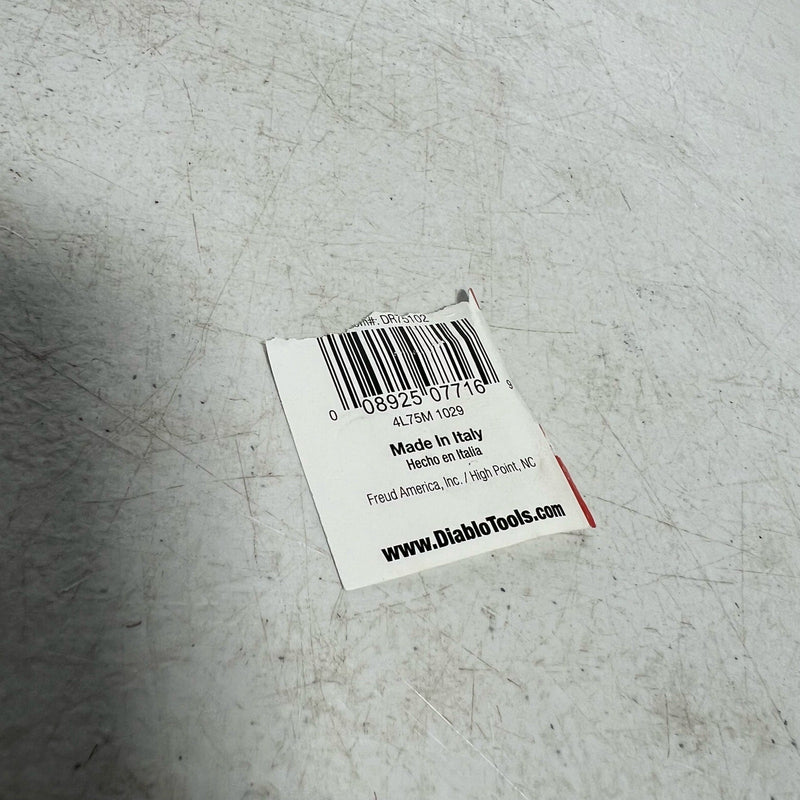 #: DR75102
0 08925 07716 9
4L75M 1029
Made In Italy
Hecho en Italia
Freud America, Inc. / High Point, NC
www.DiabloTools.com